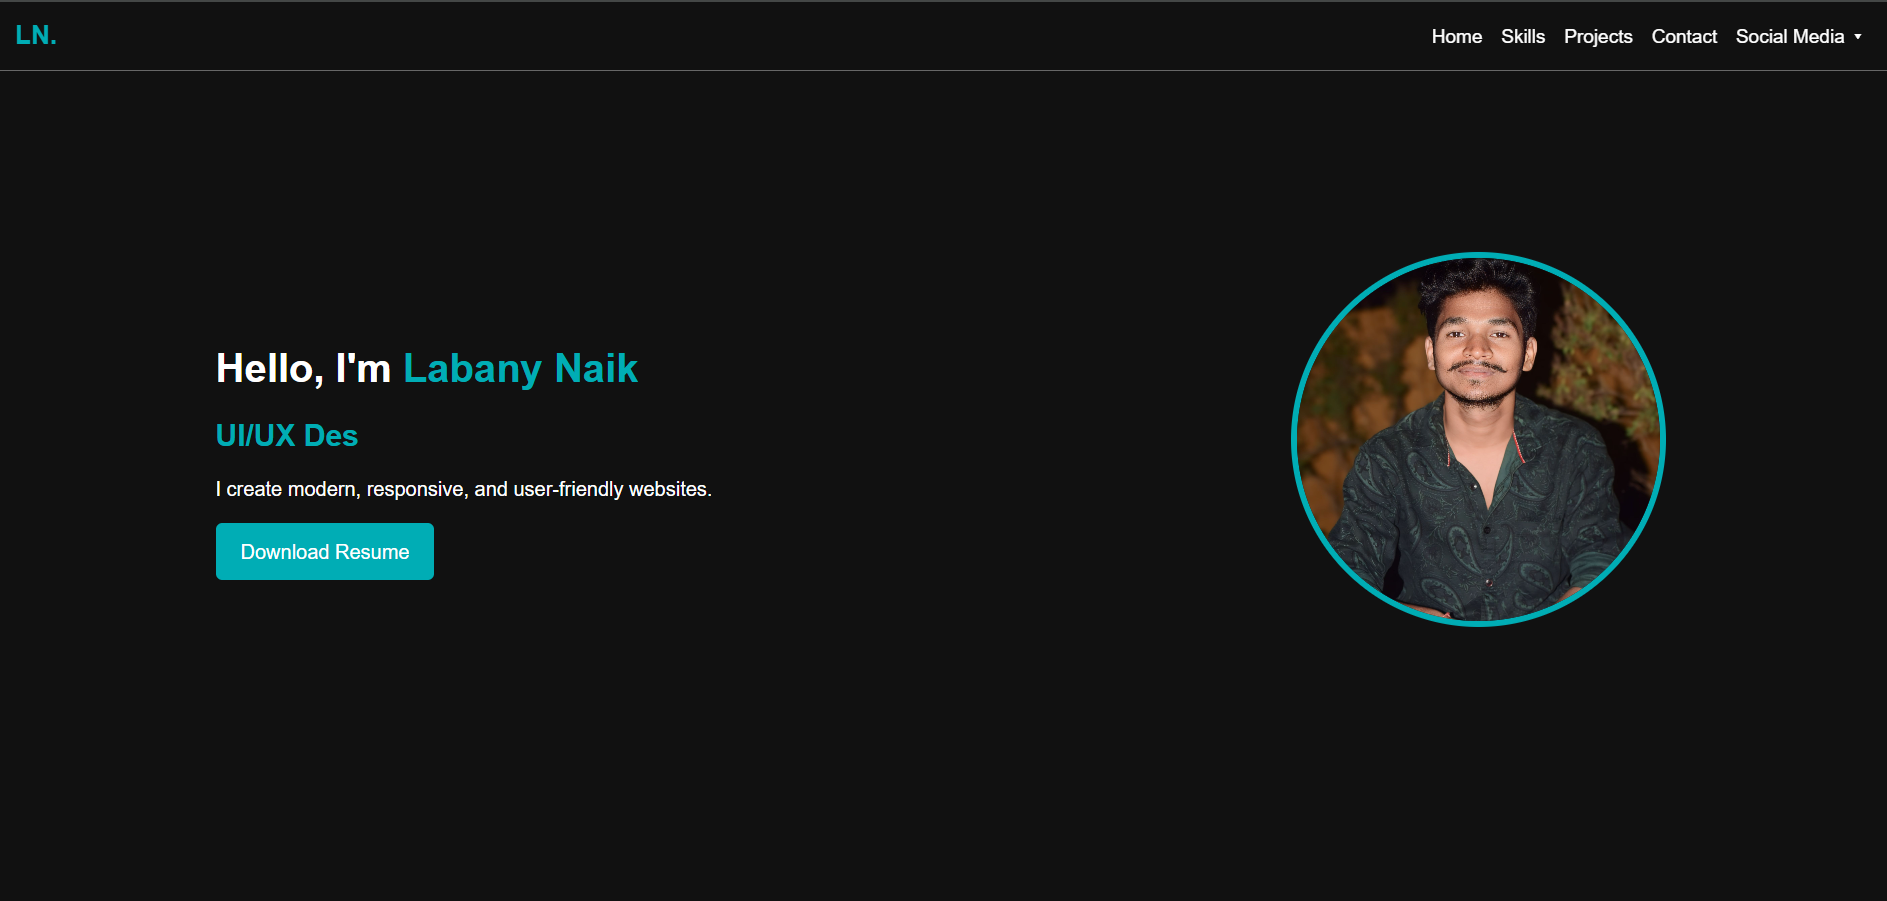 LN.
Home Skills Projects Contact Social Media
Hello, I'm Labany Naik
UI/UX Des
I create modern, responsive, and user-friendly websites.
Download Resume